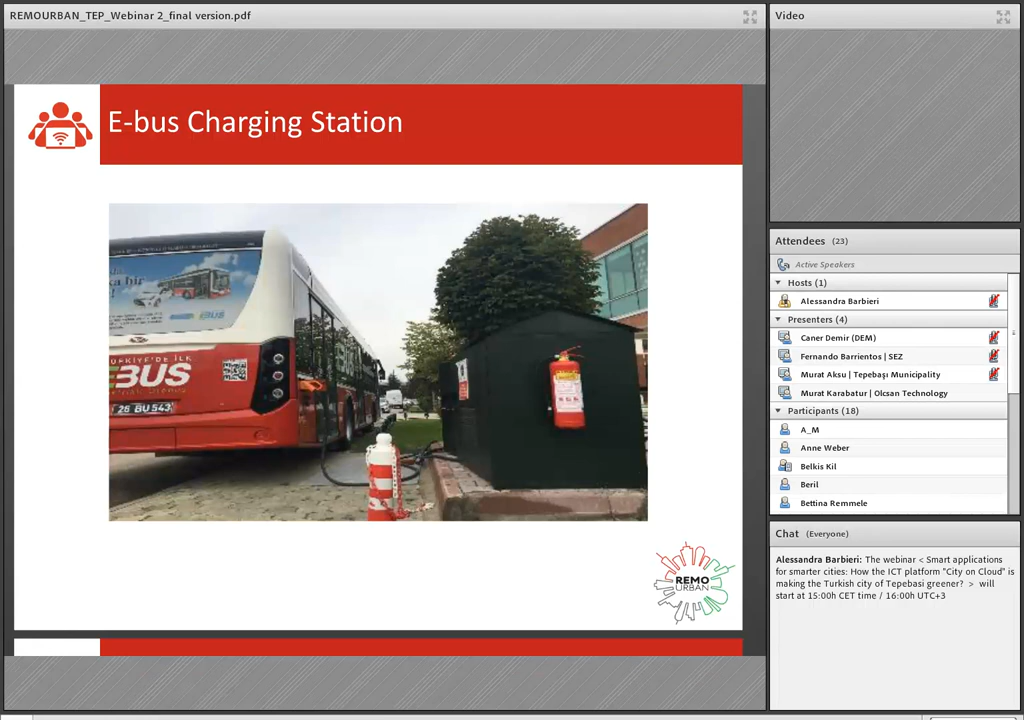 REMOURBAN_TEP_Webinar 2_final version.pdf
E-bus Charging Station
BUS
26 BU 543
REMO
URBAN
Video
Attendees (23)
Active Speakers
Hosts (1)
Alessandra Barbieri
Presenters (4)
Caner Demir (DEM)
Fernando Barrientos | SEZ
Murat Aksu | Tepebaşı Municipality
Murat Karabatur | Olcsan Technology
Participants (18)
A_M
Anne Weber
Belkis Kil
Beril
Bettina Remmele
Chat (Everyone)
Alessandra Barbieri: The webinar < Smart applications
for smarter cities: How the ICT platform "City on Cloud" is
making the Turkish city of Tepebasi greener? > will
start at 15:00h CET time / 16:00h UTC+3